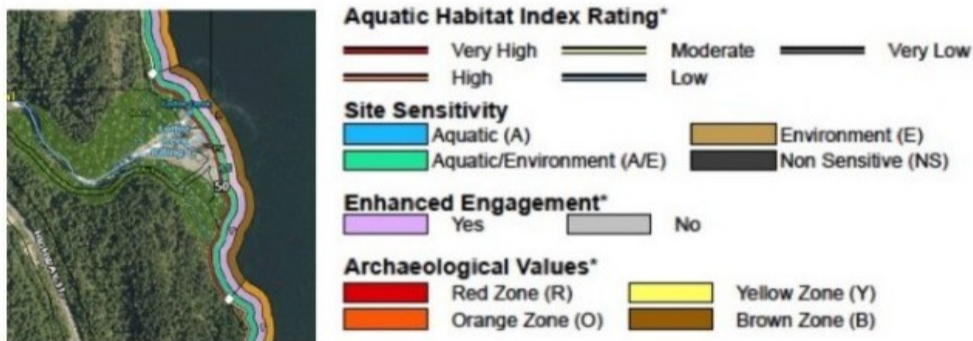 Aquatic Habitat Index Rating*
Very High Moderate Very Low
High Low
Site Sensitivity
Aquatic (A) Environment (E)
Aquatic/Environment (A/E) Non Sensitive (NS)
Enhanced Engagement*
Yes No
Archaeological Values*
Red Zone (R) Yellow Zone (Y)
Orange Zone (O) Brown Zone (B)
50